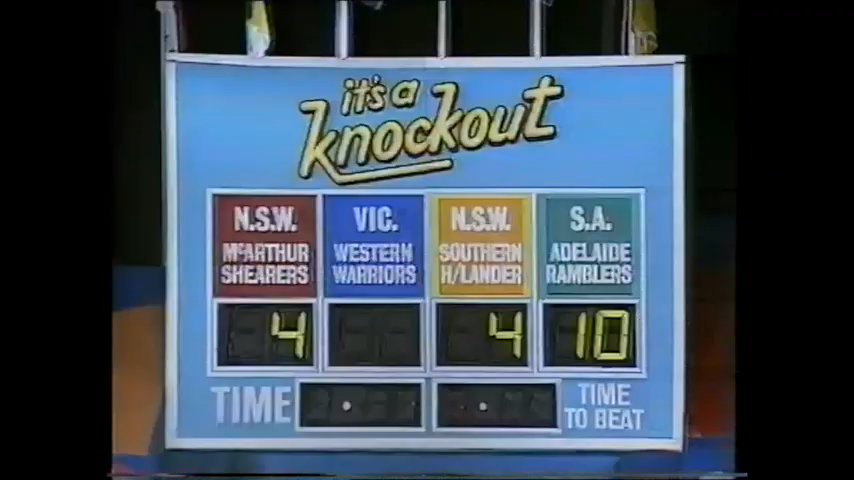 it's a
knockout
N.S.W. VIC. N.S.W. S.A.
McARTHUR WESTERN SOUTHERN ADELAIDE
SHEARERS WARRIORS H/LANDER RAMBLERS
4 4 10
TIME TIME
TO BEAT